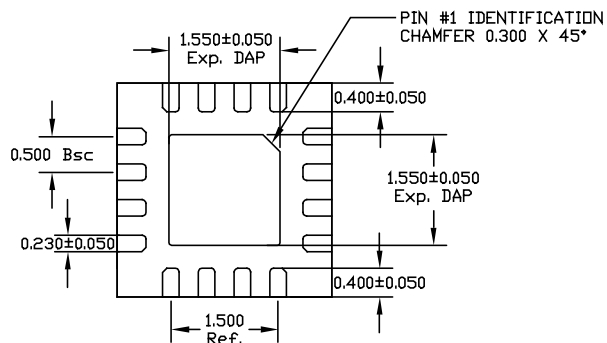 PIN #1 IDENTIFICATION
CHAMFER 0.300 X 45°
1.550±0.050
Exp. DAP
0.400±0.050
0.500 Bsc
1.550±0.050
Exp. DAP
0.230±0.050
0.400±0.050
1.500
Ref.